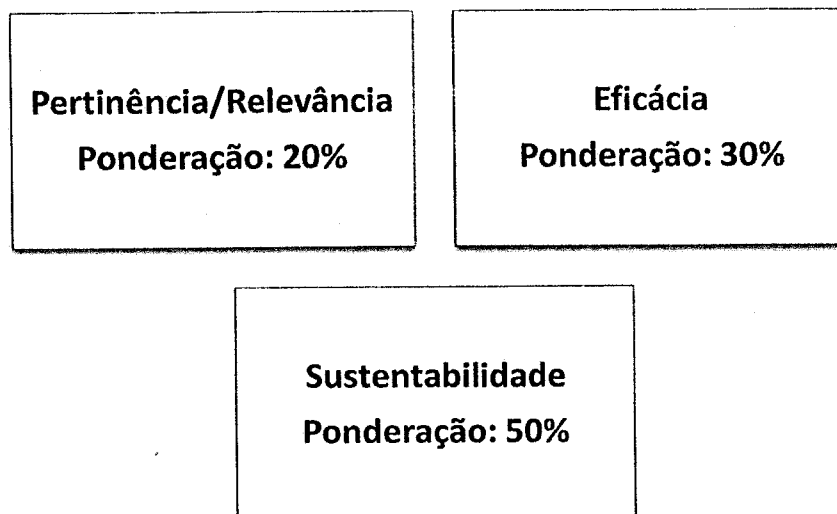 Pertinência/Relevância
Ponderação: 20%
Eficácia
Ponderação: 30%
Sustentabilidade
Ponderação: 50%